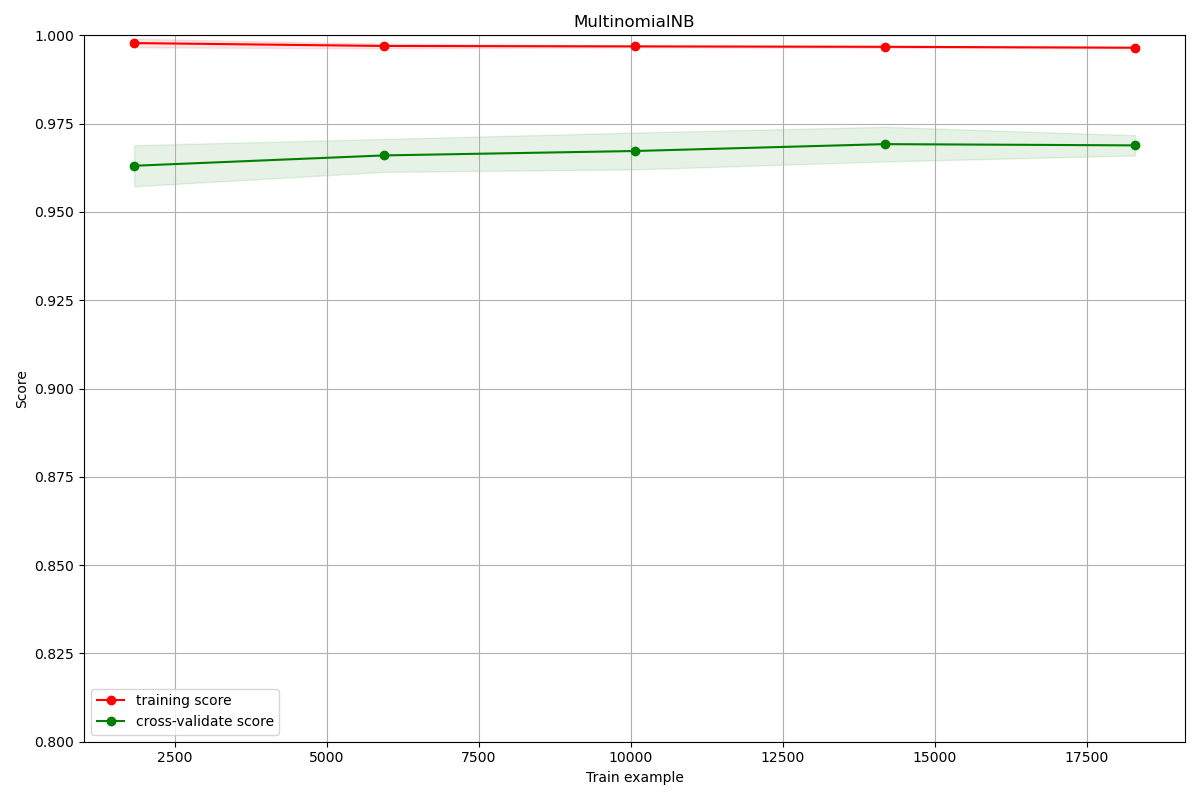 MultinomialNB
1.000
0.975
0.950
0.925
0.900
0.875
0.850
0.825
0.800
Score
training score
cross-validate score
2500 5000 7500 10000 12500 15000 17500
Train example